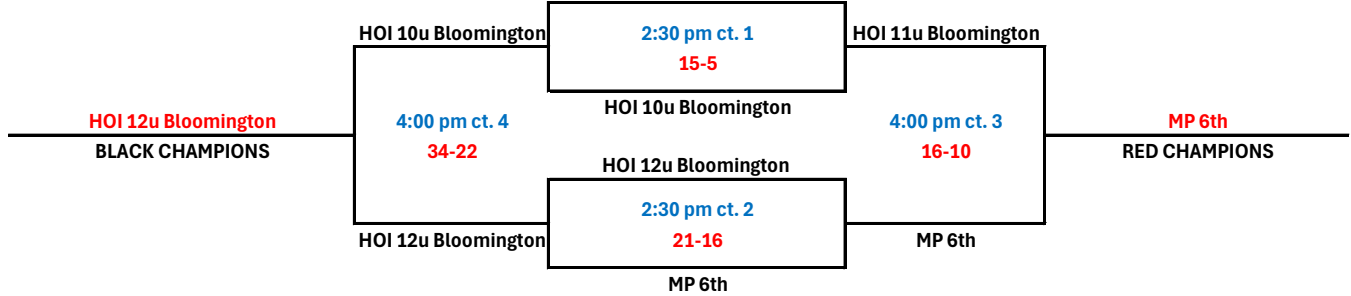 HOI 10u Bloomington
2:30 pm ct. 1
HOI 11u Bloomington
15-5
HOI 10u Bloomington
HOI 12u Bloomington
4:00 pm ct. 4
4:00 pm ct. 3
MP 6th
BLACK CHAMPIONS
34-22
16-10
RED CHAMPIONS
HOI 12u Bloomington
2:30 pm ct. 2
HOI 12u Bloomington
21-16
MP 6th
MP 6th